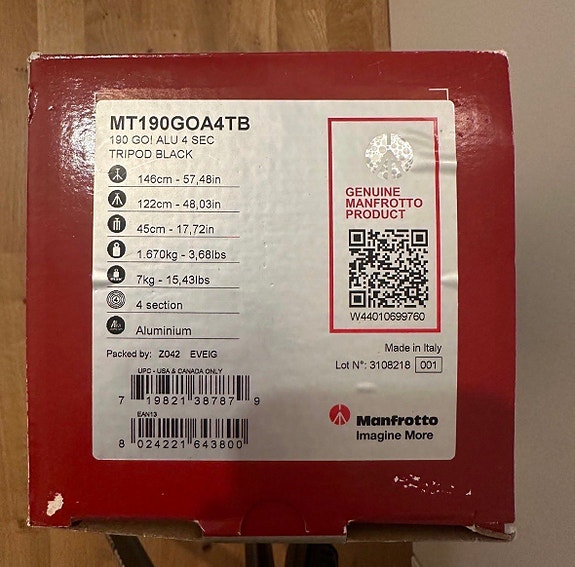 MT190GOA4TB
190 GO! ALU 4 SEC
TRIPOD BLACK
146cm - 57,48in
122cm - 48,03in
45cm - 17,72in
1.670kg - 3,68lbs
7kg - 15,43lbs
4 section
Aluminium
Packed by: Z042 EVEIG
UPC - USA & CANADA ONLY
7 19821 38787 9
EAN13
8 024221 643800
GENUINE
MANFROTTO
PRODUCT
W44010699760
Made in Italy
Lot N°: 3108218 001
Manfrotto
Imagine More